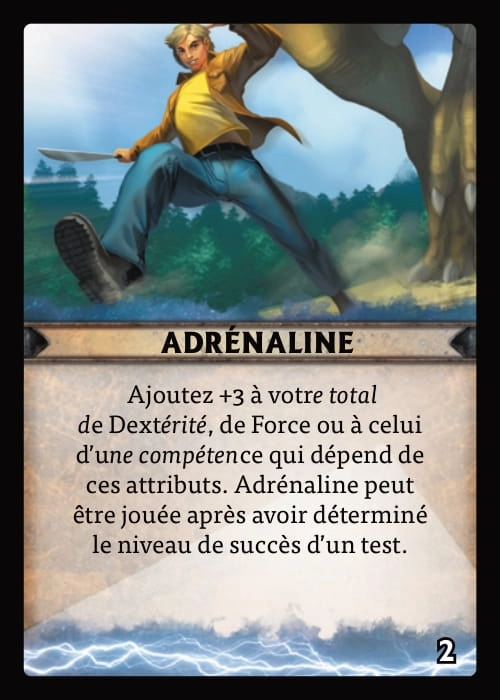 ADRÉNALINE
Ajoutez +3 à votre total
de Dextérité, de Force ou à celui
d'une compétence qui dépend de
ces attributs. Adrénaline peut
être jouée après avoir déterminé
le niveau de succès d'un test.
2